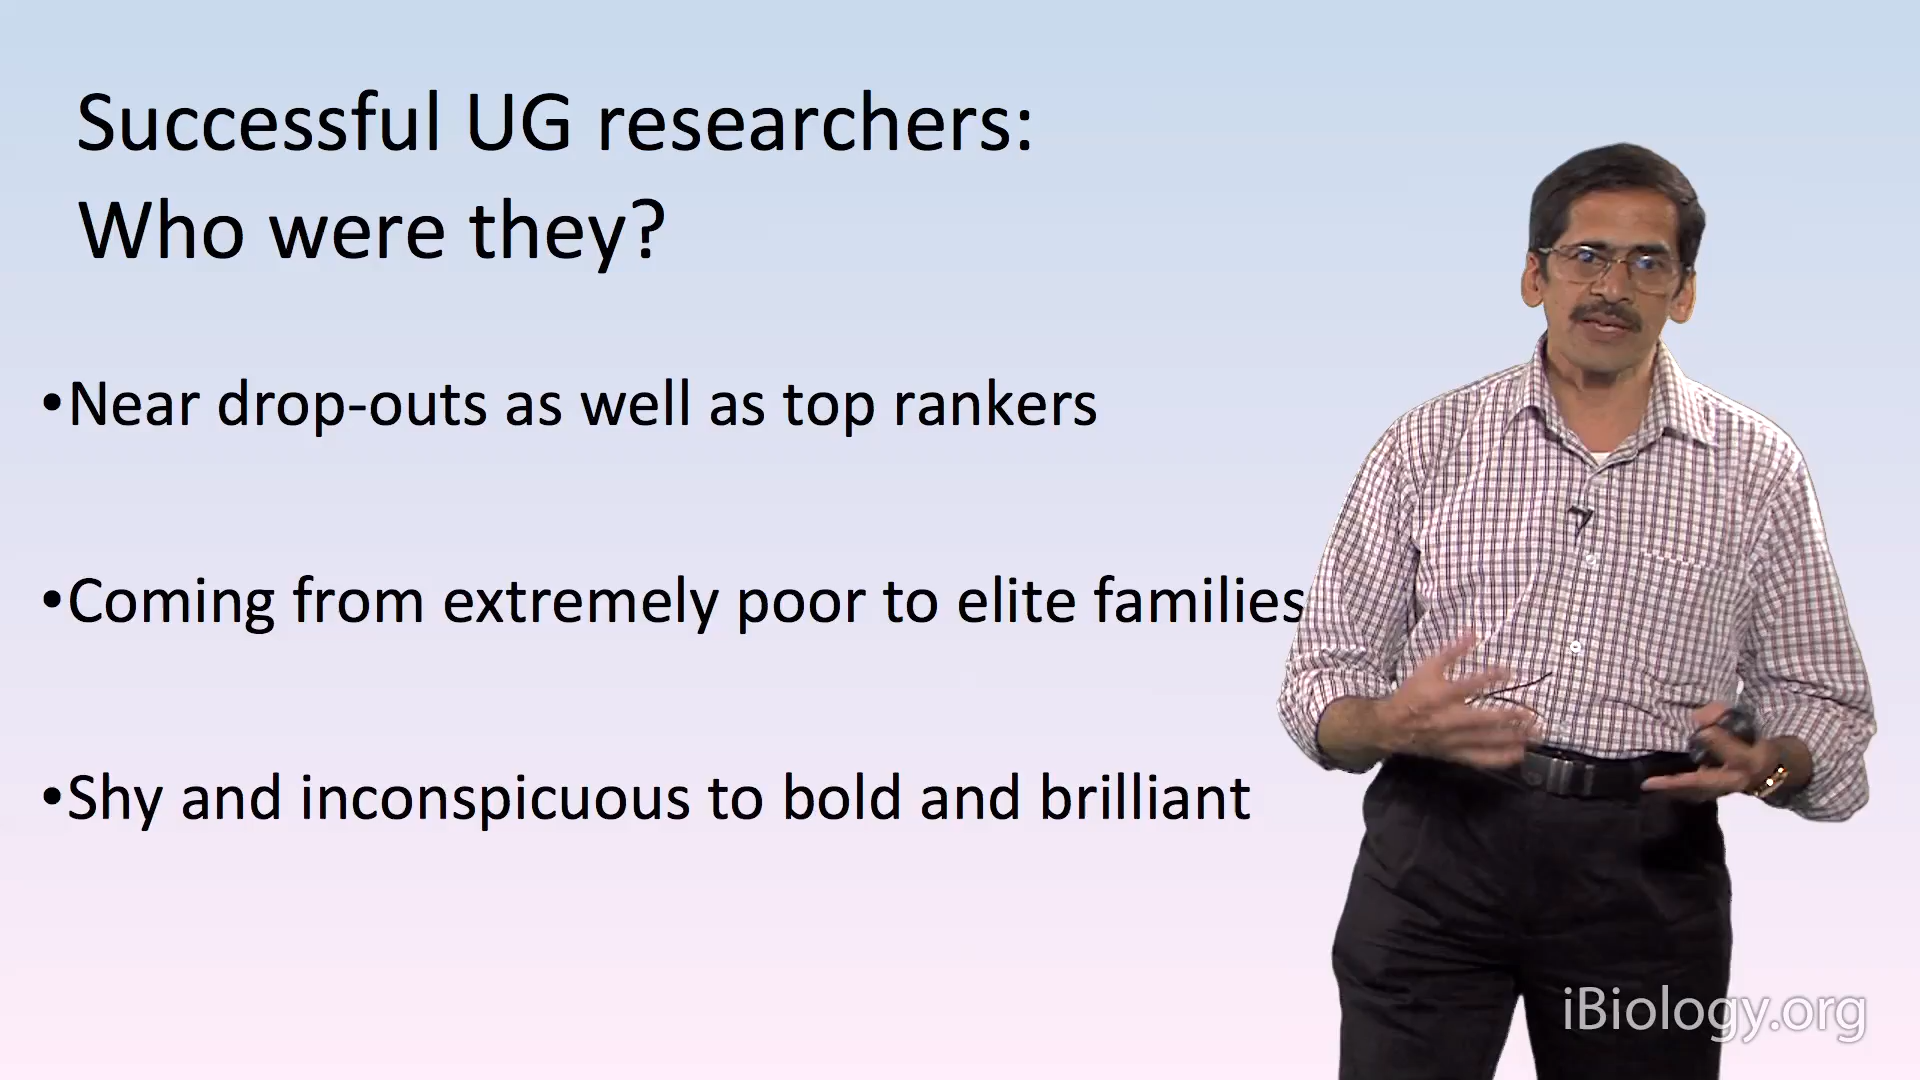 Successful UG researchers:
Who were they?
•Near drop-outs as well as top rankers
•Coming from extremely poor to elite families
•Shy and inconspicuous to bold and brilliant
iBiology.org